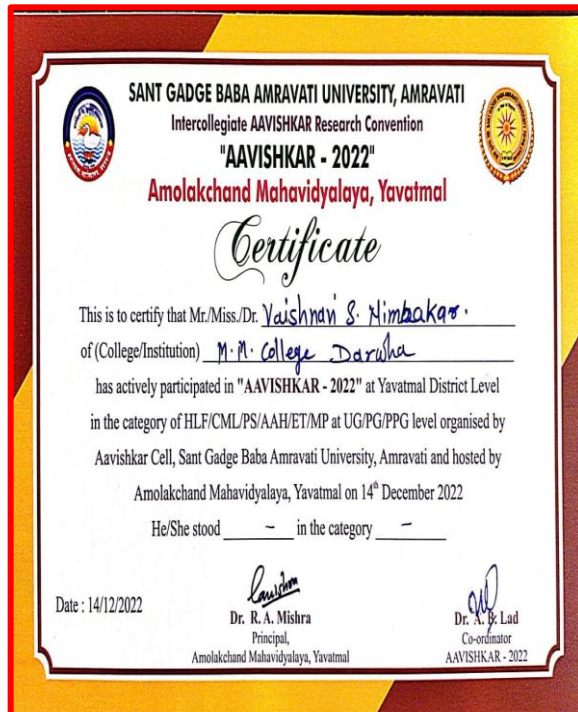 SANT GADGE BABA AMRAVATI UNIVERSITY, AMRAVATI
Intercollegiate AAVISHKAR Research Convention
"AAVISHKAR - 2022"
Amolakchand Mahavidyalaya, Yavatmal
Certificate
This is to certify that Mr./Miss./Dr. Vaishnavi S. Nimbakar.
of (College/Institution) M.M. College Darwha
has actively participated in "AAVISHKAR - 2022" at Yavatmal District Level
in the category of HLF/CML/PS/AAH/ET/MP at UG/PG/PPG level organised by
Aavishkar Cell, Sant Gadge Baba Amravati University, Amravati and hosted by
Amolakchand Mahavidyalaya, Yavatmal on 14th December 2022
He/She stood - in the category -
Date : 14/12/2022
Dr. R. A. Mishra
Principal,
Amolakchand Mahavidyalaya, Yavatmal
Dr. A. B. Lad
Co-ordinator
AAVISHKAR - 2022